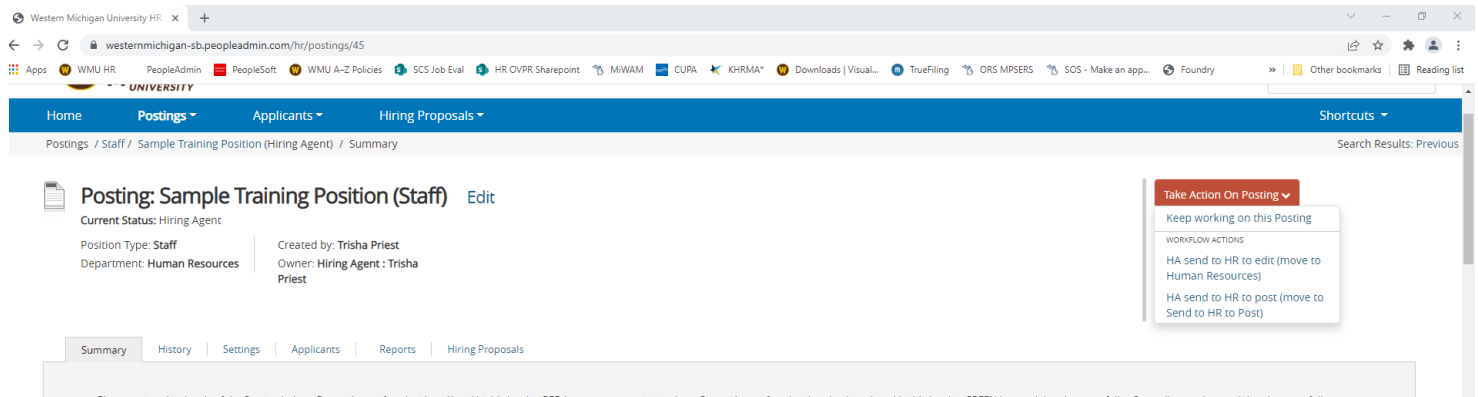 Western Michigan University HR
westernmichigan-sb.peopleadmin.com/hr/postings/45
Apps WMU HR PeopleAdmin PeopleSoft WMU A–Z Policies SCS Job Eval HR OVPR Sharepoint MiWAM CUPA KHRMA* Downloads | Visual... TrueFiling ORS MPSERS SOS - Make an app... Foundry » Other bookmarks Reading list
UNIVERSITY
Home Postings Applicants Hiring Proposals Shortcuts
Postings / Staff / Sample Training Position (Hiring Agent) / Summary Search Results: Previous
Posting: Sample Training Position (Staff) Edit
Current Status: Hiring Agent
Position Type: Staff
Department: Human Resources
Created by: Trisha Priest
Owner: Hiring Agent : Trisha
Priest
Take Action On Posting
Keep working on this Posting
WORKFLOW ACTIONS
HA send to HR to edit (move to
Human Resources)
HA send to HR to post (move to
Send to HR to Post)
Summary History Settings Applicants Reports Hiring Proposals